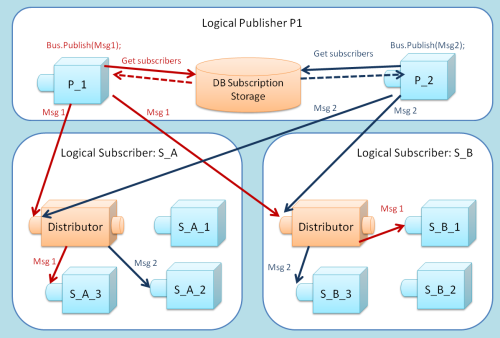 Logical Publisher P1
Bus.Publish(Msg1);
Bus.Publish(Msg2);
Get subscribers
Get subscribers
P_1
DB Subscription
Storage
P_2
Msg 1
Msg 1
Msg 2
Msg 2
Logical Subscriber: S_A
Logical Subscriber: S_B
Distributor
S_A_1
Distributor
Msg 1
S_B_1
Msg 1
Msg 2
Msg 2
S_A_3
S_A_2
S_B_3
S_B_2